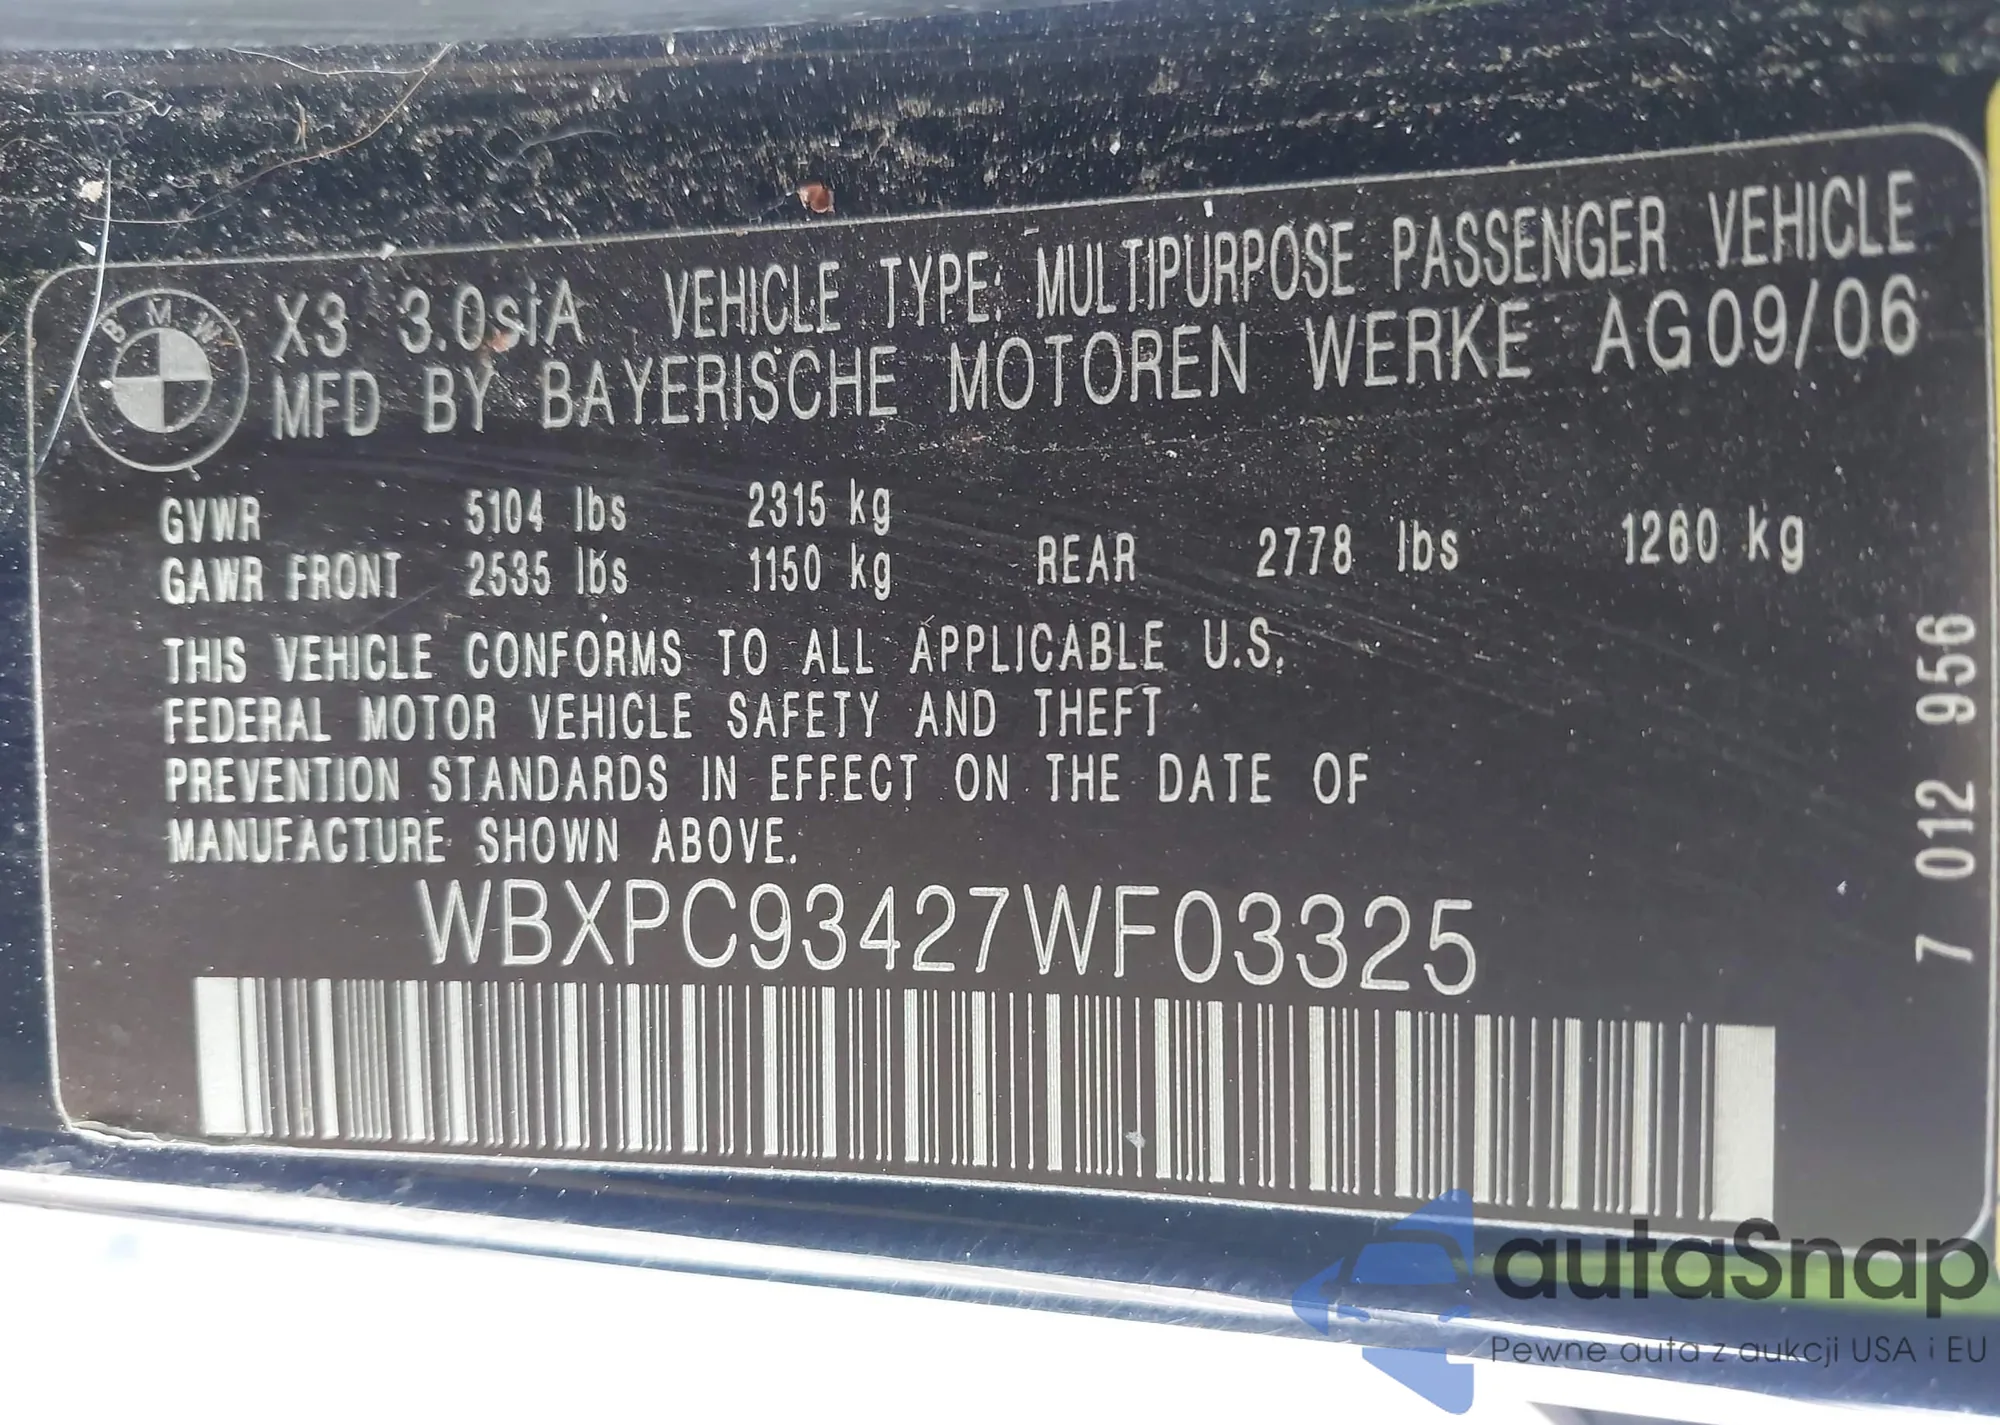 BMW
X3 3.0siA VEHICLE TYPE: MULTIPURPOSE PASSENGER VEHICLE
MFD BY BAYERISCHE MOTOREN WERKE AG 09/06
GVWR 5104 lbs 2315 kg
GAWR FRONT 2535 lbs 1150 kg REAR 2778 lbs 1260 kg
THIS VEHICLE CONFORMS TO ALL APPLICABLE U.S.
FEDERAL MOTOR VEHICLE SAFETY AND THEFT
PREVENTION STANDARDS IN EFFECT ON THE DATE OF
MANUFACTURE SHOWN ABOVE.
WBXPC93427WF03325
7 012 956
autaSnap
Pewne auta z aukcji USA i EU